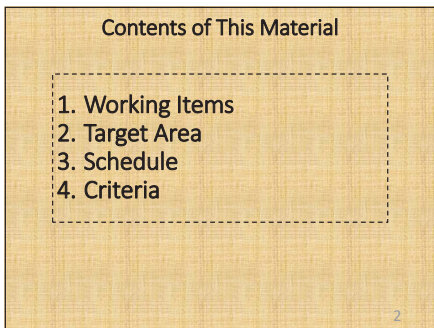 Contents of This Material
1. Working Items
2. Target Area
3. Schedule
4. Criteria
2